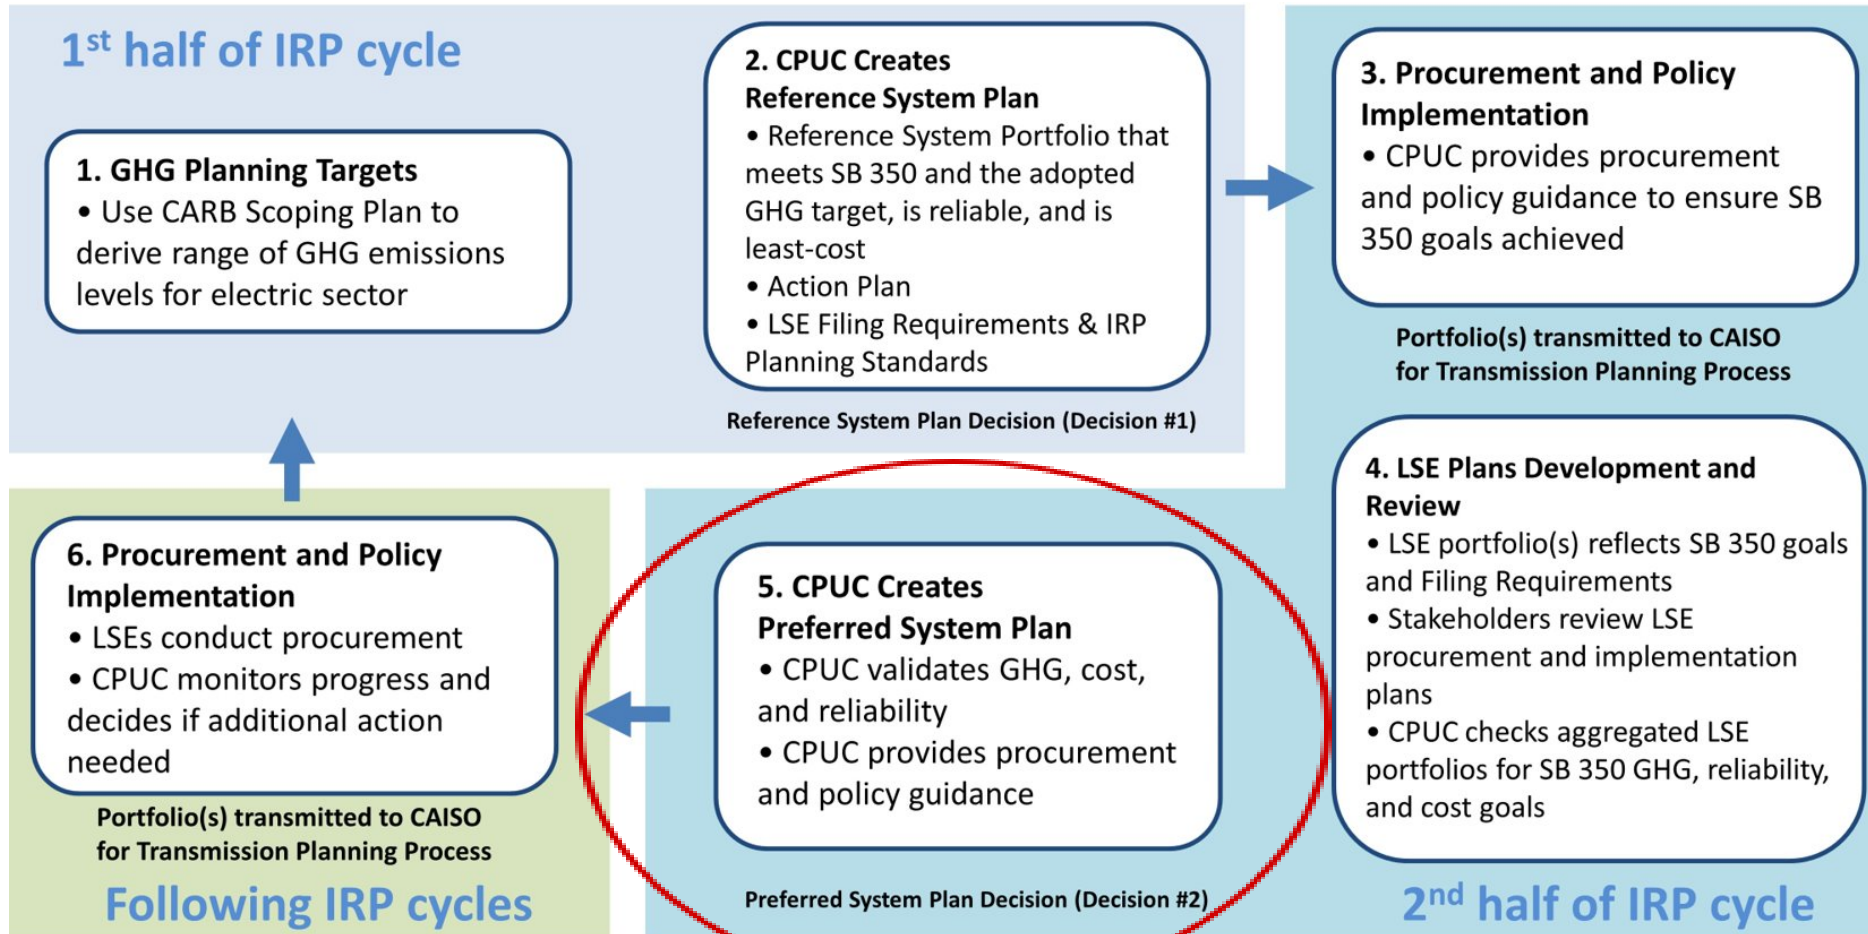 1st half of IRP cycle
1. GHG Planning Targets
• Use CARB Scoping Plan to
derive range of GHG emissions
levels for electric sector
2. CPUC Creates
Reference System Plan
• Reference System Portfolio that
meets SB 350 and the adopted
GHG target, is reliable, and is
least-cost
• Action Plan
• LSE Filing Requirements & IRP
Planning Standards
Reference System Plan Decision (Decision #1)
3. Procurement and Policy
Implementation
• CPUC provides procurement
and policy guidance to ensure SB
350 goals achieved
Portfolio(s) transmitted to CAISO
for Transmission Planning Process
4. LSE Plans Development and
Review
• LSE portfolio(s) reflects SB 350 goals
and Filing Requirements
• Stakeholders review LSE
procurement and implementation
plans
• CPUC checks aggregated LSE
portfolios for SB 350 GHG, reliability,
and cost goals
2nd half of IRP cycle
5. CPUC Creates
Preferred System Plan
• CPUC validates GHG, cost,
and reliability
• CPUC provides procurement
and policy guidance
Preferred System Plan Decision (Decision #2)
6. Procurement and Policy
Implementation
• LSEs conduct procurement
• CPUC monitors progress and
decides if additional action
needed
Portfolio(s) transmitted to CAISO
for Transmission Planning Process
Following IRP cycles